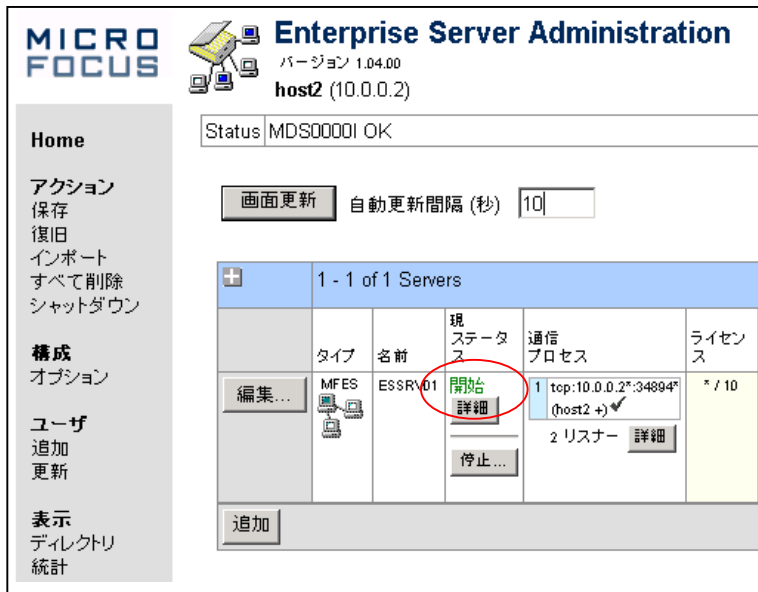 MICRO
FOCUS
Enterprise Server Administration
バージョン 1.04.00
host2 (10.0.0.2)
Home
アクション
保存
復旧
インポート
すべて削除
シャットダウン
構成
オプション
ユーザ
追加
更新
表示
ディレクトリ
統計
Status MDS0000I OK
画面更新 自動更新間隔 (秒) 10
1 - 1 of 1 Servers
タイプ
名前
現
ステータ
ス
通信
プロセス
ライセン
ス
編集...
MFES
ESSRV01
開始
詳細
停止...
1 tcp:10.0.0.2*:34894*
(host2 +)✔
2 リスナー 詳細
* / 10
追加